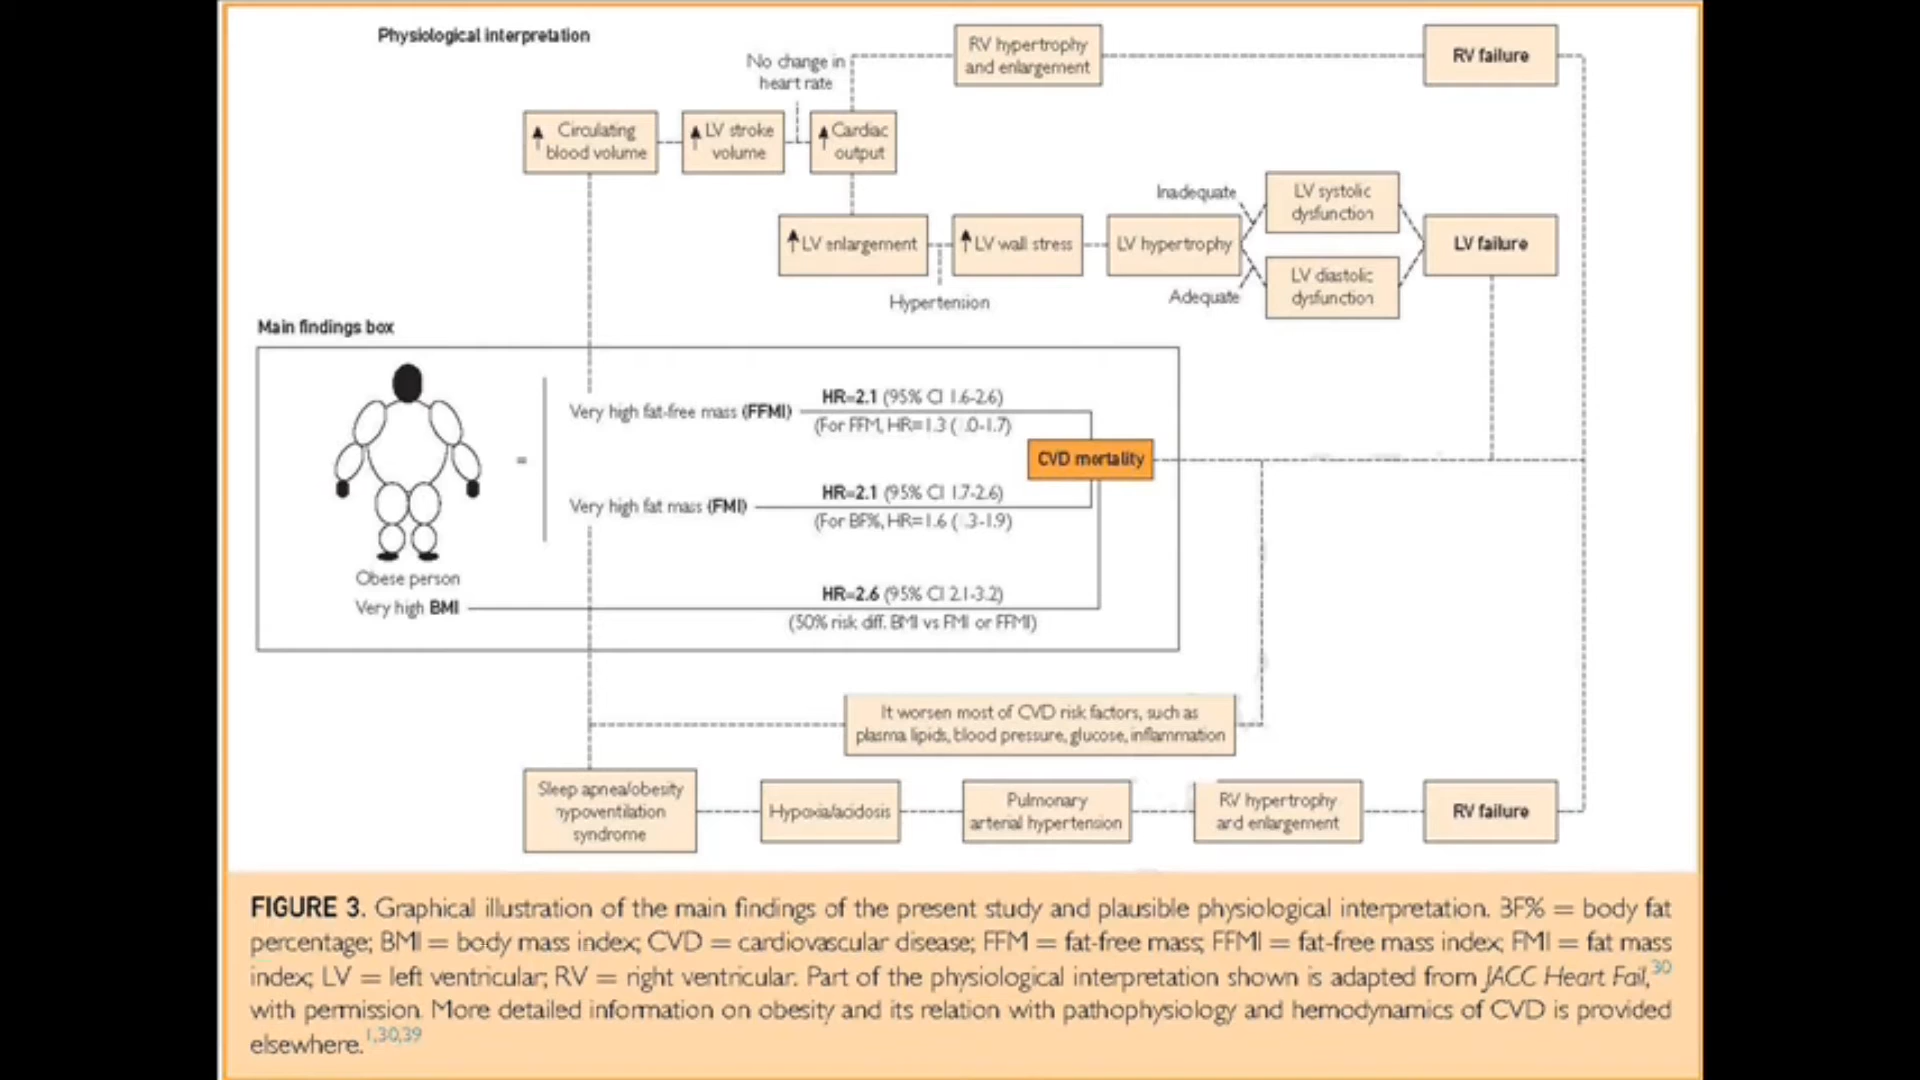 Physiological interpretation
No change in
heart rate
RV hypertrophy
and enlargement
RV failure
Circulating
blood volume
LV stroke
volume
Cardiac
output
Inadequate
LV systolic
dysfunction
LV enlargement
LV wall stress
LV hypertrophy
LV failure
Adequate
LV diastolic
dysfunction
Hypertension
Main findings box
Very high fat-free mass (FFMI)
HR=2.1 (95% CI 1.6-2.6)
(For FFM, HR=1.3 ( .0-1.7)
=
CVD mortality
Very high fat mass (FMI)
HR=2.1 (95% CI 1.7-2.6)
(For BF%, HR=1.6 ( .3-1.9)
Obese person
Very high BMI
HR=2.6 (95% CI 2.1-3.2)
(50% risk diff. BMI vs FMI or FFMI)
It worsen most of CVD risk factors, such as
plasma lipids, blood pressure, glucose, inflammation
Sleep apnea/obesity
hypoventilation
syndrome
Hypoxia/acidosis
Pulmonary
arterial hypertension
RV hypertrophy
and enlargement
RV failure
FIGURE 3. Graphical illustration of the main findings of the present study and plausible physiological interpretation. BF% = body fat
percentage; BMI = body mass index; CVD = cardiovascular disease; FFM = fat-free mass; FFMI = fat-free mass index; FMI = fat mass
index; LV = left ventricular; RV = right ventricular. Part of the physiological interpretation shown is adapted from JACC Heart Fail,30
with permission. More detailed information on obesity and its relation with pathophysiology and hemodynamics of CVD is provided
elsewhere.1,30,39